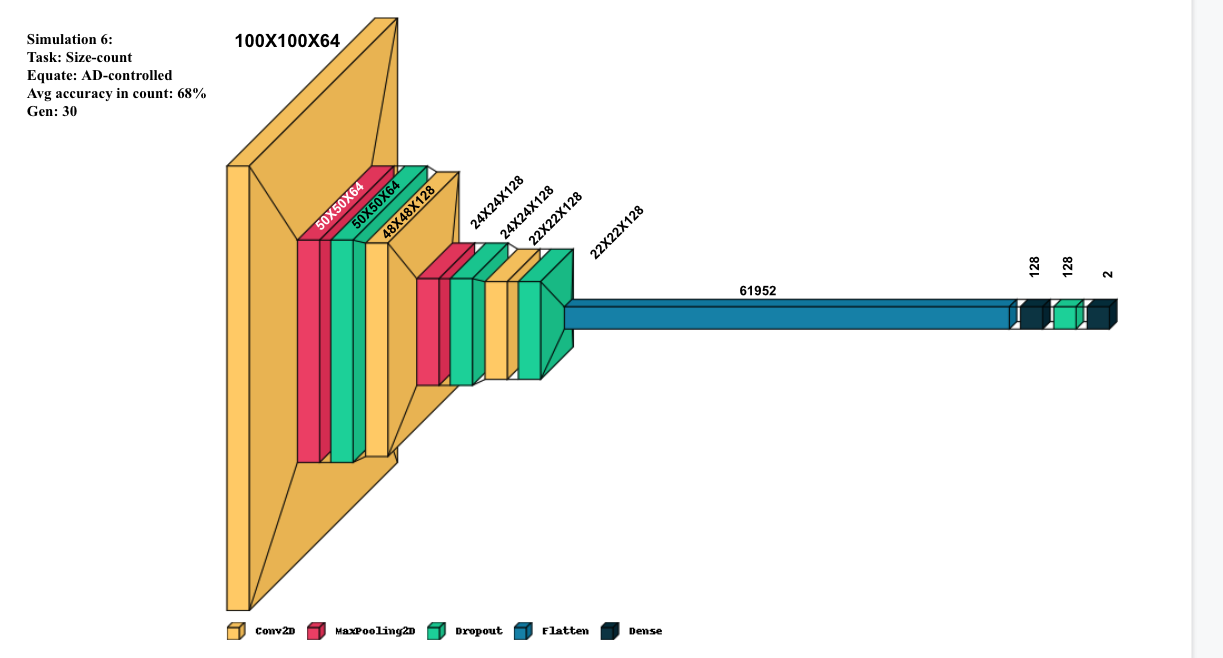 Simulation 6:
Task: Size-count
Equate: AD-controlled
Avg accuracy in count: 68%
Gen: 30
100X100X64
50X50X64
50X50X64
48X48X128
24X24X128
24X24X128
22X22X128
22X22X128
61952
128
128
2
Conv2D
MaxPooling2D
Dropout
Flatten
Dense